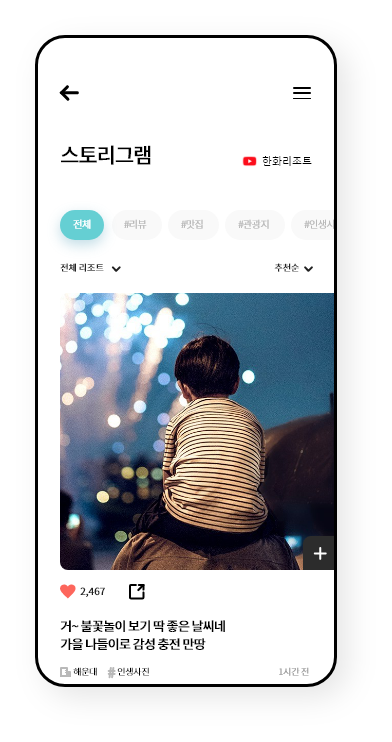 스토리그램
한화리조트
전체 #리뷰 #맛집 #관광지 #인생사
전체 리조트 추천순
2,467
거~ 불꽃놀이 보기 딱 좋은 날씨네
가을 나들이로 감성 충전 만땅
해운대 #인생사진 1시간 전